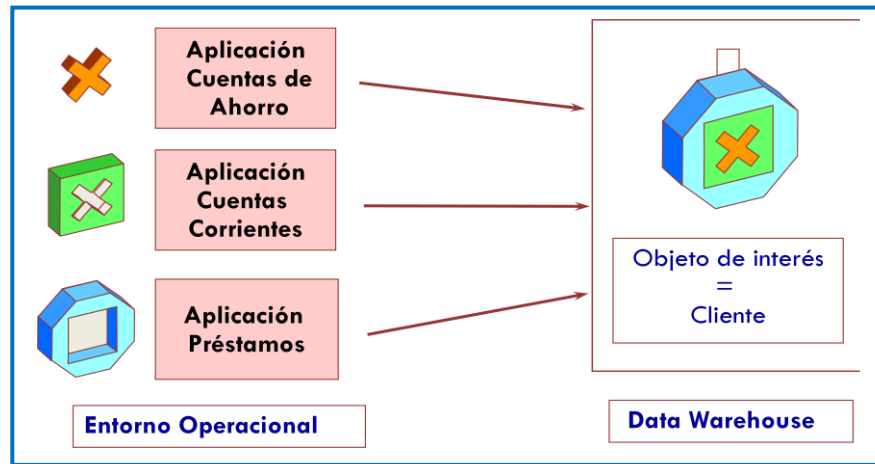 Aplicación
Cuentas de
Ahorro
Aplicación
Cuentas
Corrientes
Aplicación
Préstamos
Entorno Operacional
Objeto de interés
=
Cliente
Data Warehouse